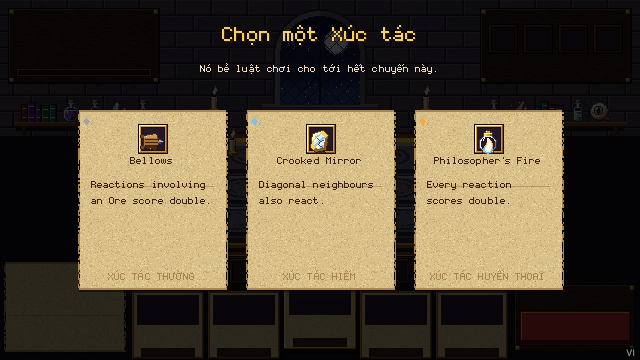 Chọn một Xúc tác
Nó bẻ luật chơi cho tới hết chuyến này.
Bellows
Reactions involving
an Ore score double.
XÚC TÁC THƯỜNG
Crooked Mirror
Diagonal neighbours
also react.
XÚC TÁC HIẾM
Philosopher's Fire
Every reaction
scores double.
XÚC TÁC HUYỀN THOẠI
VI